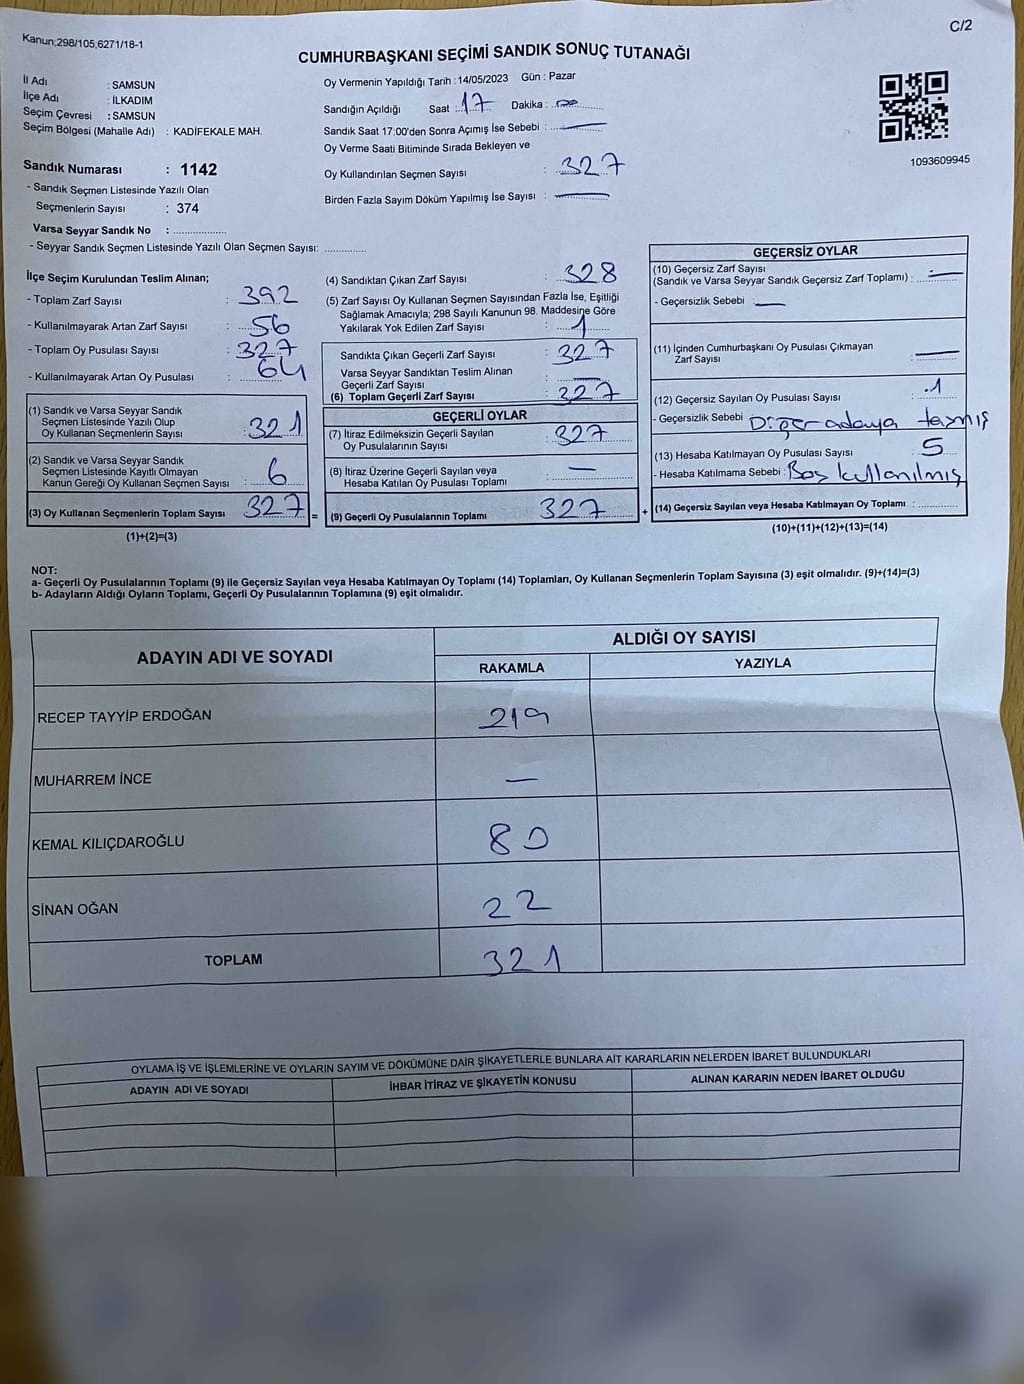 Kanun;298/105;6271/18-1
C/2
CUMHURBAŞKANI SEÇİMİ SANDIK SONUÇ TUTANAĞI
İl Adı : SAMSUN
İlçe Adı : İLKADIM
Seçim Çevresi : SAMSUN
Seçim Bölgesi (Mahalle Adı) : KADIFEKALE MAH.
Sandık Numarası : 1142
- Sandık Seçmen Listesinde Yazılı Olan
Seçmenlerin Sayısı : 374
Varsa Seyyar Sandık No : ....................
- Seyyar Sandık Seçmen Listesinde Yazılı Olan Seçmen Sayısı: ...............
Oy Vermenin Yapıldığı Tarih : 14/05/2023 Gün : Pazar
Sandığın Açıldığı Saat : 17 Dakika : 00
Sandık Saat 17:00'den Sonra Açımış İse Sebebi : —
Oy Verme Saati Bitiminde Sırada Bekleyen ve
Oy Kullandırılan Seçmen Sayısı : 327
Birden Fazla Sayım Döküm Yapılmış İse Sayısı : —
1093609945
İlçe Seçim Kurulundan Teslim Alınan;
- Toplam Zarf Sayısı : 392
- Kullanılmayarak Artan Zarf Sayısı : 56
- Toplam Oy Pusulası Sayısı : 327
- Kullanılmayarak Artan Oy Pusulası : 64
(1) Sandık ve Varsa Seyyar Sandık
Seçmen Listesinde Yazılı Olup
Oy Kullanan Seçmenlerin Sayısı : 321
(2) Sandık ve Varsa Seyyar Sandık
Seçmen Listesinde Kayıtlı Olmayan
Kanun Gereği Oy Kullanan Seçmen Sayısı : 6
(3) Oy Kullanan Seçmenlerin Toplam Sayısı 327 =
(1)+(2)=(3)
(4) Sandıktan Çıkan Zarf Sayısı : 328
(5) Zarf Sayısı Oy Kullanan Seçmen Sayısından Fazla İse, Eşitliği
Sağlamak Amacıyla; 298 Sayılı Kanunun 98. Maddesine Göre
Yakılarak Yok Edilen Zarf Sayısı : 1
Sandıkta Çıkan Geçerli Zarf Sayısı : 327
Varsa Seyyar Sandıktan Teslim Alınan
Geçerli Zarf Sayısı : —
(6) Toplam Geçerli Zarf Sayısı : 327
GEÇERLİ OYLAR
(7) İtiraz Edilmeksizin Geçerli Sayılan
Oy Pusulalarının Sayısı : 327
(8) İtiraz Üzerine Geçerli Sayılan veya
Hesaba Katılan Oy Pusulası Toplamı : —
(9) Geçerli Oy Pusulalarının Toplamı 327 +
GEÇERSİZ OYLAR
(10) Geçersiz Zarf Sayısı
(Sandık ve Varsa Seyyar Sandık Geçersiz Zarf Toplamı) : —
- Geçersizlik Sebebi : —
(11) İçinden Cumhurbaşkanı Oy Pusulası Çıkmayan
Zarf Sayısı : —
(12) Geçersiz Sayılan Oy Pusulası Sayısı : 1
- Geçersizlik Sebebi : Diğer adaya taşmış
(13) Hesaba Katılmayan Oy Pusulası Sayısı : 5
- Hesaba Katılmama Sebebi : Boş kullanılmış
(14) Geçersiz Sayılan veya Hesaba Katılmayan Oy Toplamı : ..............
(10)+(11)+(12)+(13)=(14)
NOT:
a- Geçerli Oy Pusulalarının Toplamı (9) ile Geçersiz Sayılan veya Hesaba Katılmayan Oy Toplamı (14) Toplamları, Oy Kullanan Seçmenlerin Toplam Sayısına (3) eşit olmalıdır. (9)+(14)=(3)
b- Adayların Aldığı Oyların Toplamı, Geçerli Oy Pusulalarının Toplamına (9) eşit olmalıdır.
ADAYIN ADI VE SOYADI
ALDIĞI OY SAYISI
RAKAMLA YAZIYLA
RECEP TAYYİP ERDOĞAN 219
MUHARREM İNCE —
KEMAL KILIÇDAROĞLU 80
SİNAN OĞAN 22
TOPLAM 321
OYLAMA İŞ VE İŞLEMLERİNE VE OYLARIN SAYIM VE DÖKÜMÜNE DAİR ŞİKAYETLERLE BUNLARA AİT KARARLARIN NELERDEN İBARET BULUNDUKLARI
ADAYIN ADI VE SOYADI İHBAR İTİRAZ VE ŞİKAYETİN KONUSU ALINAN KARARIN NEDEN İBARET OLDUĞU